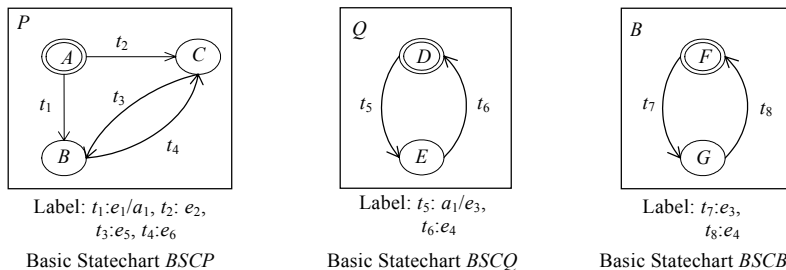 P
A
t₂
C
t₁
t₃
t₄
B
Label: t₁:e₁/a₁, t₂: e₂,
t₃:e₅, t₄:e₆
Basic Statechart BSCP
Q
D
t₅
t₆
E
Label: t₅: a₁/e₃,
t₆:e₄
Basic Statechart BSCQ
B
F
t₇
t₈
G
Label: t₇:e₃,
t₈:e₄
Basic Statechart BSCB